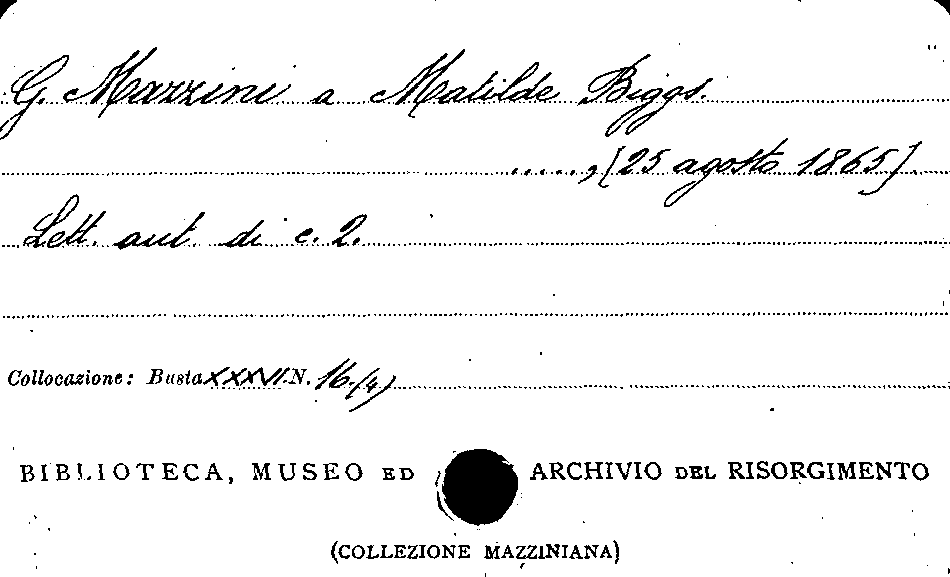 G. Mazzini a Matilde Biggs.
....., [25 agosto 1865].
Lett. aut. di c. 2.
Collocazione: Busta XXXVI N. 16.(4)
BIBLIOTECA, MUSEO ED ARCHIVIO DEL RISORGIMENTO
(COLLEZIONE MAZZINIANA)